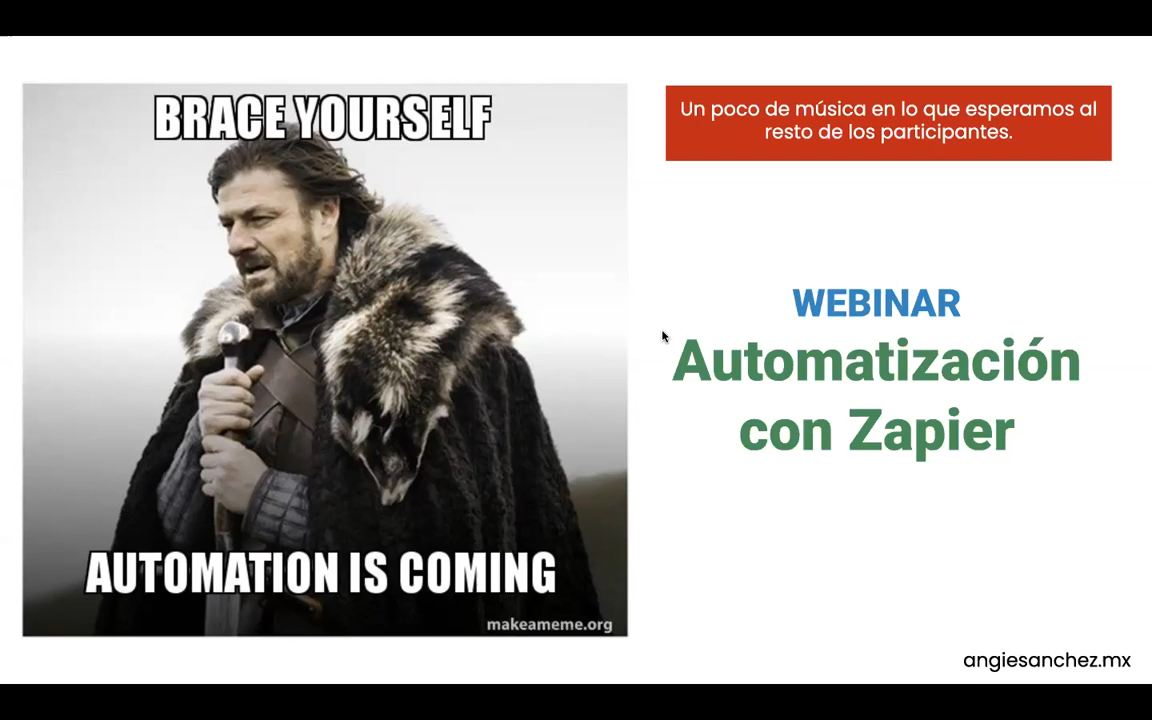 BRACE YOURSELF
AUTOMATION IS COMING
makeameme.org
Un poco de música en lo que esperamos al
resto de los participantes.
WEBINAR
Automatización
con Zapier
angiesanchez.mx